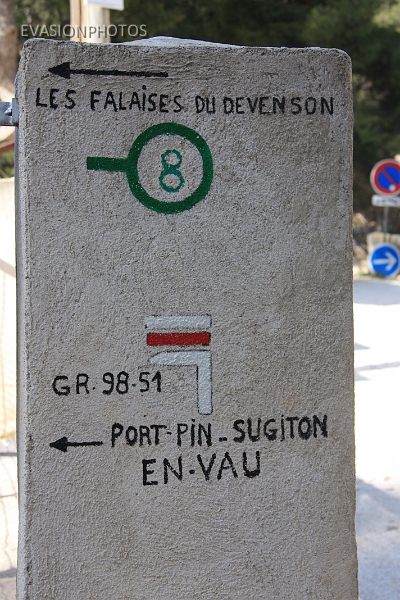 EVASIONPHOTOS
LES FALAISES DU DEVENSON
8
GR.98-51
PORT-PIN-SUGITON
EN-VAU